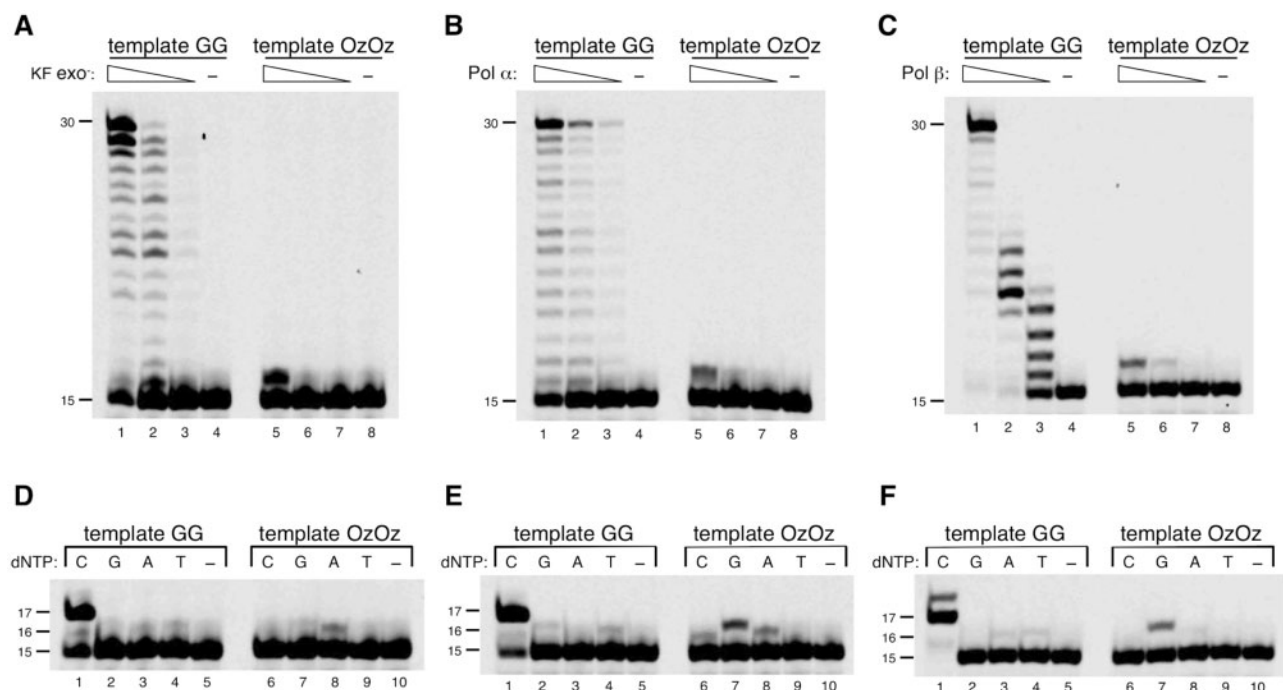 A
template GG template OzOz
KF exo-: – –
30
15
1 2 3 4 5 6 7 8
B
template GG template OzOz
Pol α: – –
30
15
1 2 3 4 5 6 7 8
C
template GG template OzOz
Pol β: – –
30
15
1 2 3 4 5 6 7 8
D
template GG template OzOz
dNTP: C G A T – C G A T –
17
16
15
1 2 3 4 5 6 7 8 9 10
E
template GG template OzOz
dNTP: C G A T – C G A T –
17
16
15
1 2 3 4 5 6 7 8 9 10
F
template GG template OzOz
dNTP: C G A T – C G A T –
17
16
15
1 2 3 4 5 6 7 8 9 10